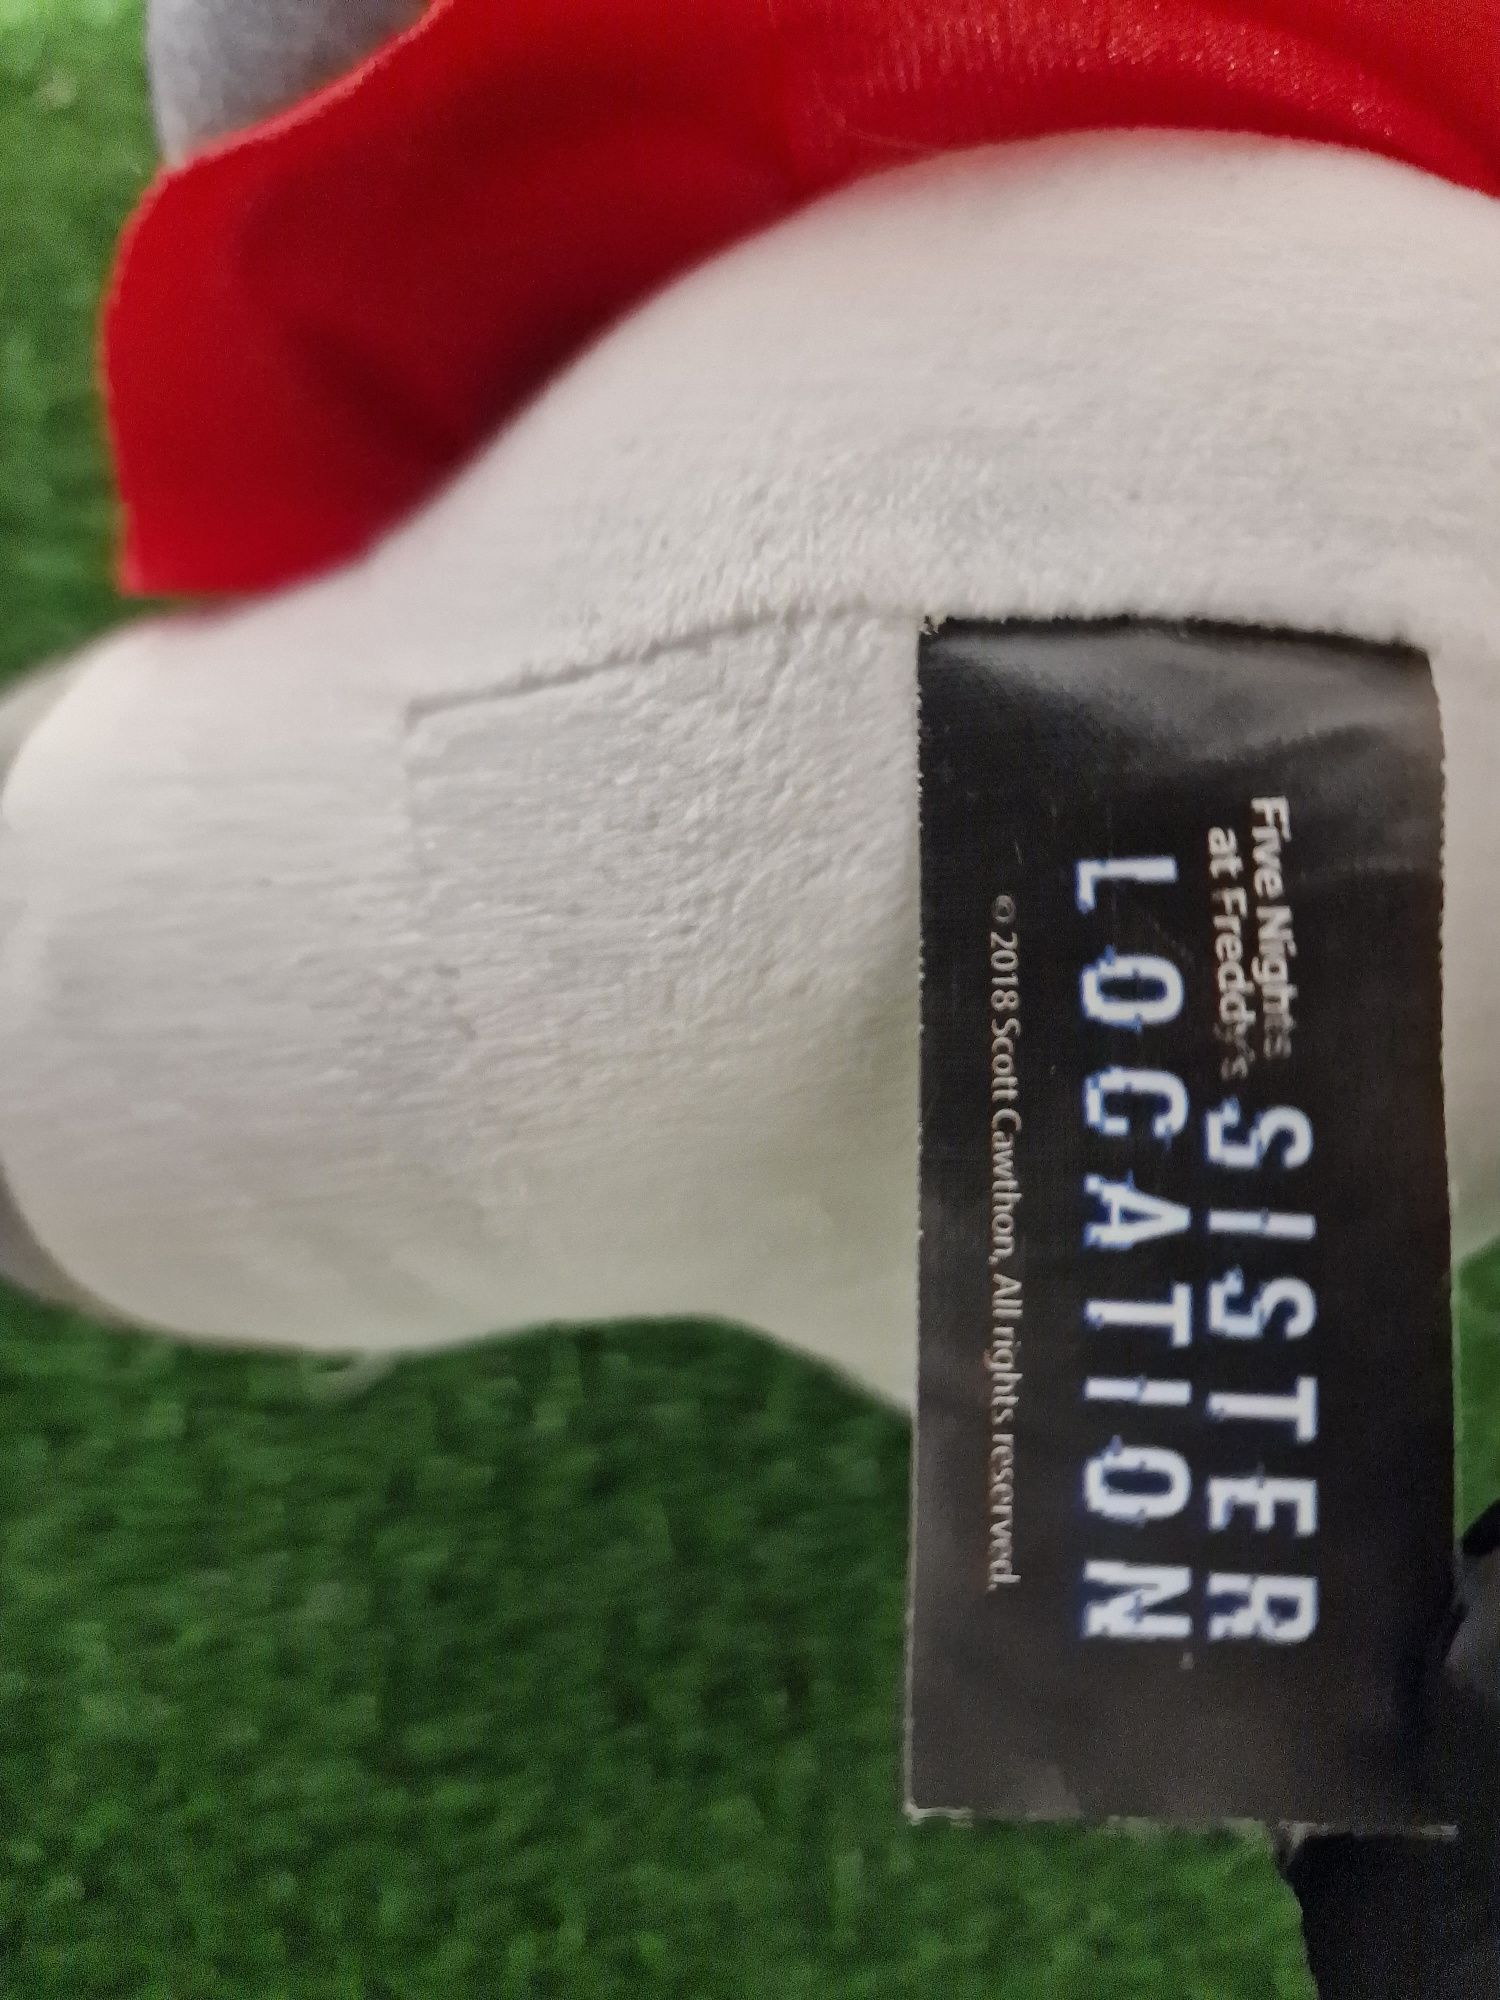 Five Nights
at Freddy's
SISTER
LOCATION
© 2018 Scott Cawthon, All rights reserved.